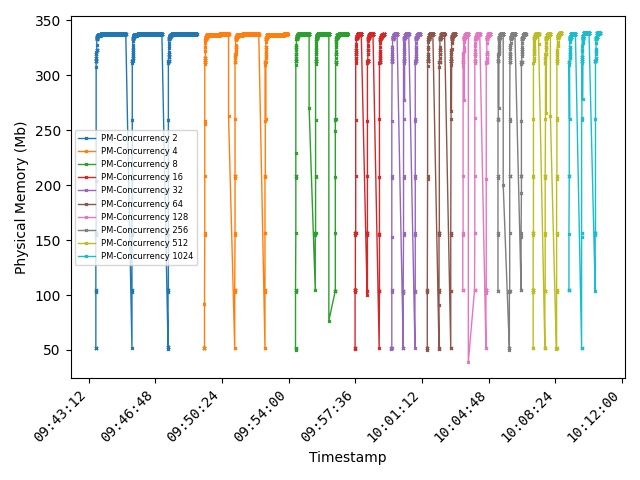 350
300
250
200
150
100
50
Physical Memory (Mb)
PM-Concurrency 2
PM-Concurrency 4
PM-Concurrency 8
PM-Concurrency 16
PM-Concurrency 32
PM-Concurrency 64
PM-Concurrency 128
PM-Concurrency 256
PM-Concurrency 512
PM-Concurrency 1024
09:43:12
09:46:48
09:50:24
09:54:00
09:57:36
10:01:12
10:04:48
10:08:24
10:12:00
Timestamp